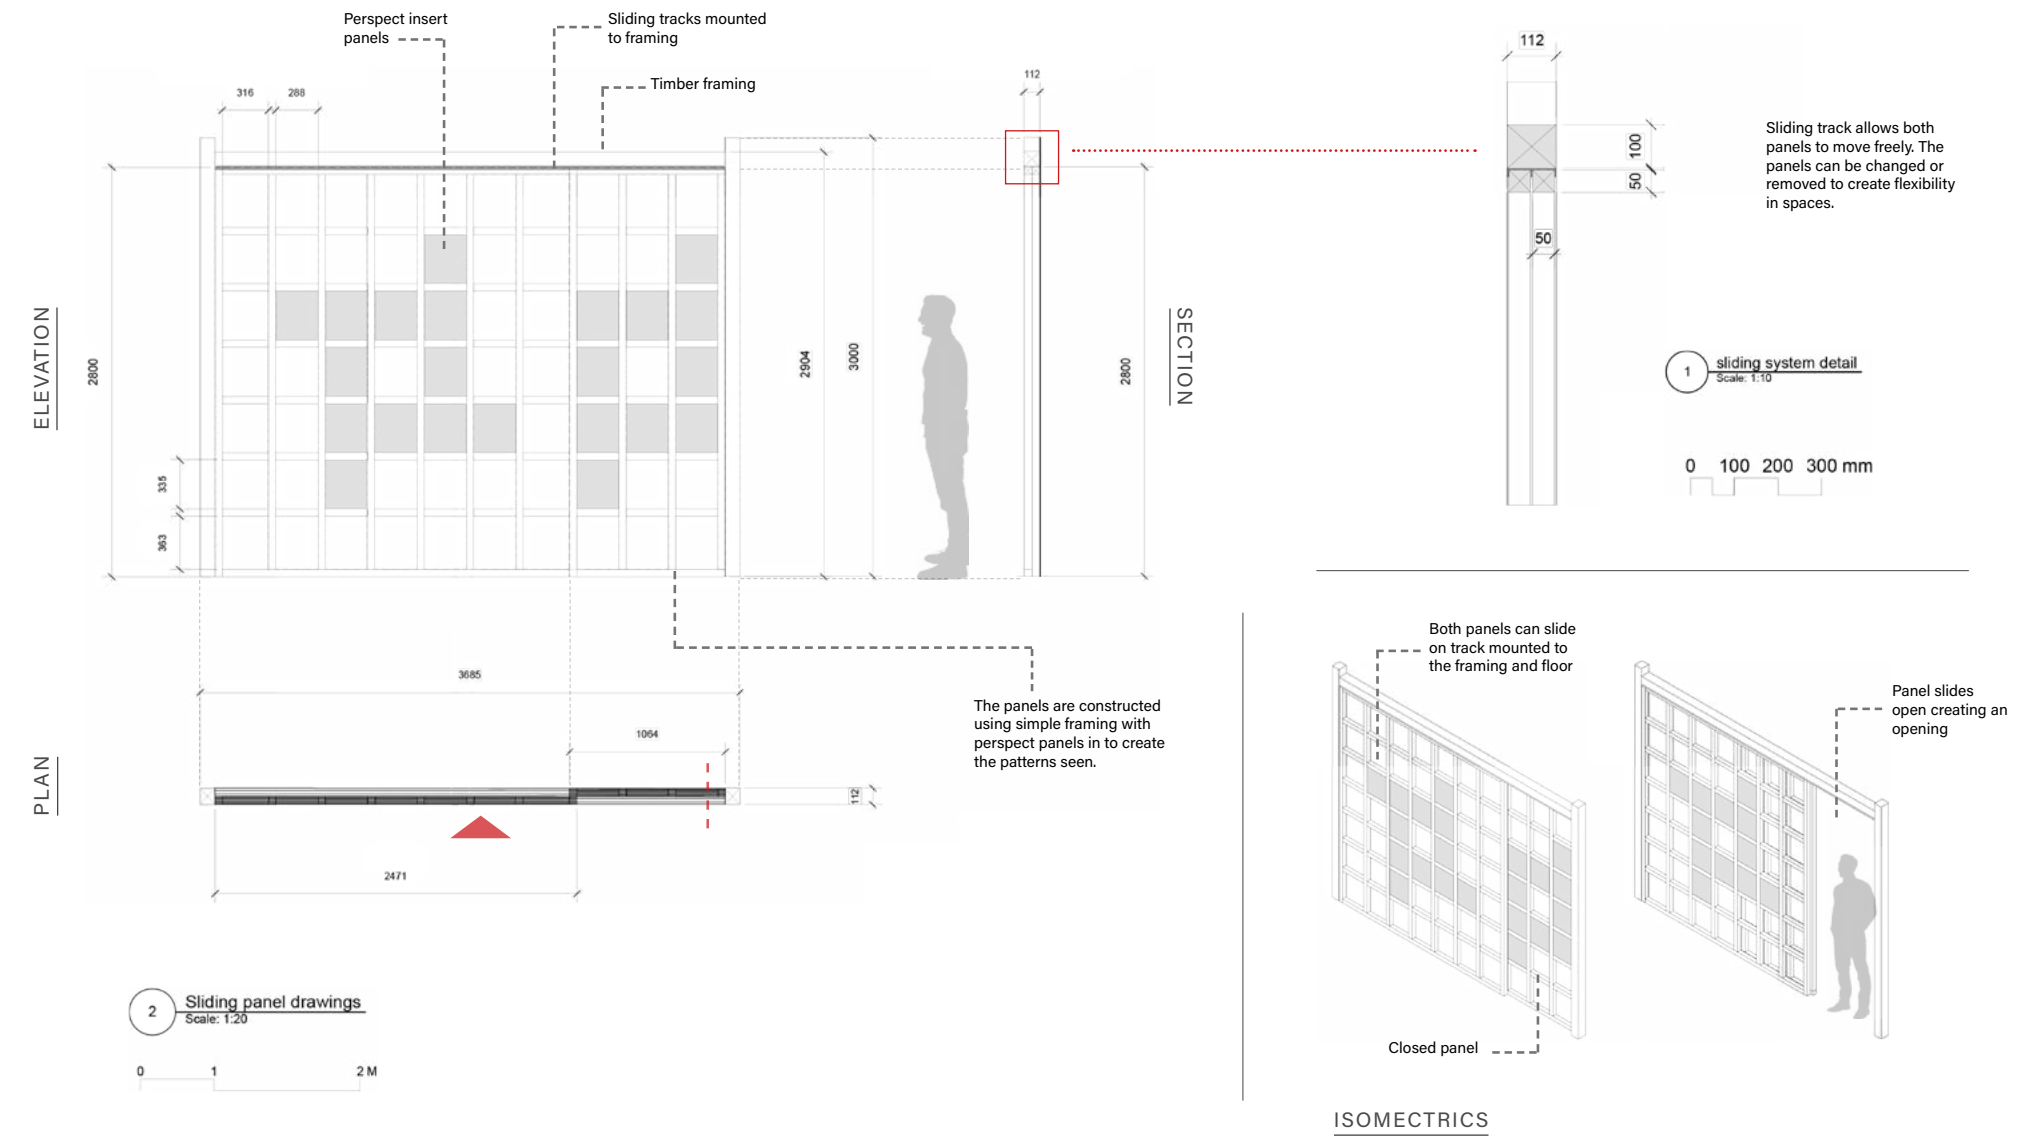 Perspect insert
panels
Sliding tracks mounted
to framing
Timber framing
316
288
112
ELEVATION
2800
335
363
2904
3000
2800
SECTION
112
100
50
50
Sliding track allows both
panels to move freely. The
panels can be changed or
removed to create flexibility
in spaces.
1
sliding system detail
Scale: 1:10
0 100 200 300 mm
3685
1064
112
2471
PLAN
The panels are constructed
using simple framing with
perspect panels in to create
the patterns seen.
2
Sliding panel drawings
Scale: 1:20
0 1 2 M
Both panels can slide
on track mounted to
the framing and floor
Panel slides
open creating an
opening
Closed panel
ISOMECTRICS